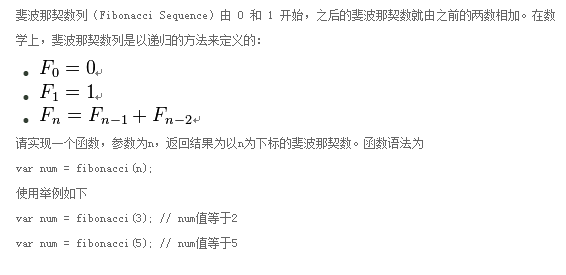 斐波那契数列 (Fibonacci Sequence) 由 0 和 1 开始，之后的斐波那契数就由之前的两数相加。在数
学上，斐波那契数列是以递归的方法来定义的：
• F₀ = 0
• F₁ = 1
• Fₙ = Fₙ₋₁ + Fₙ₋₂
请实现一个函数，参数为n，返回结果为以n为下标的斐波那契数。函数语法为
var num = fibonacci(n);
使用举例如下
var num = fibonacci(3); // num值等于2
var num = fibonacci(5); // num值等于5